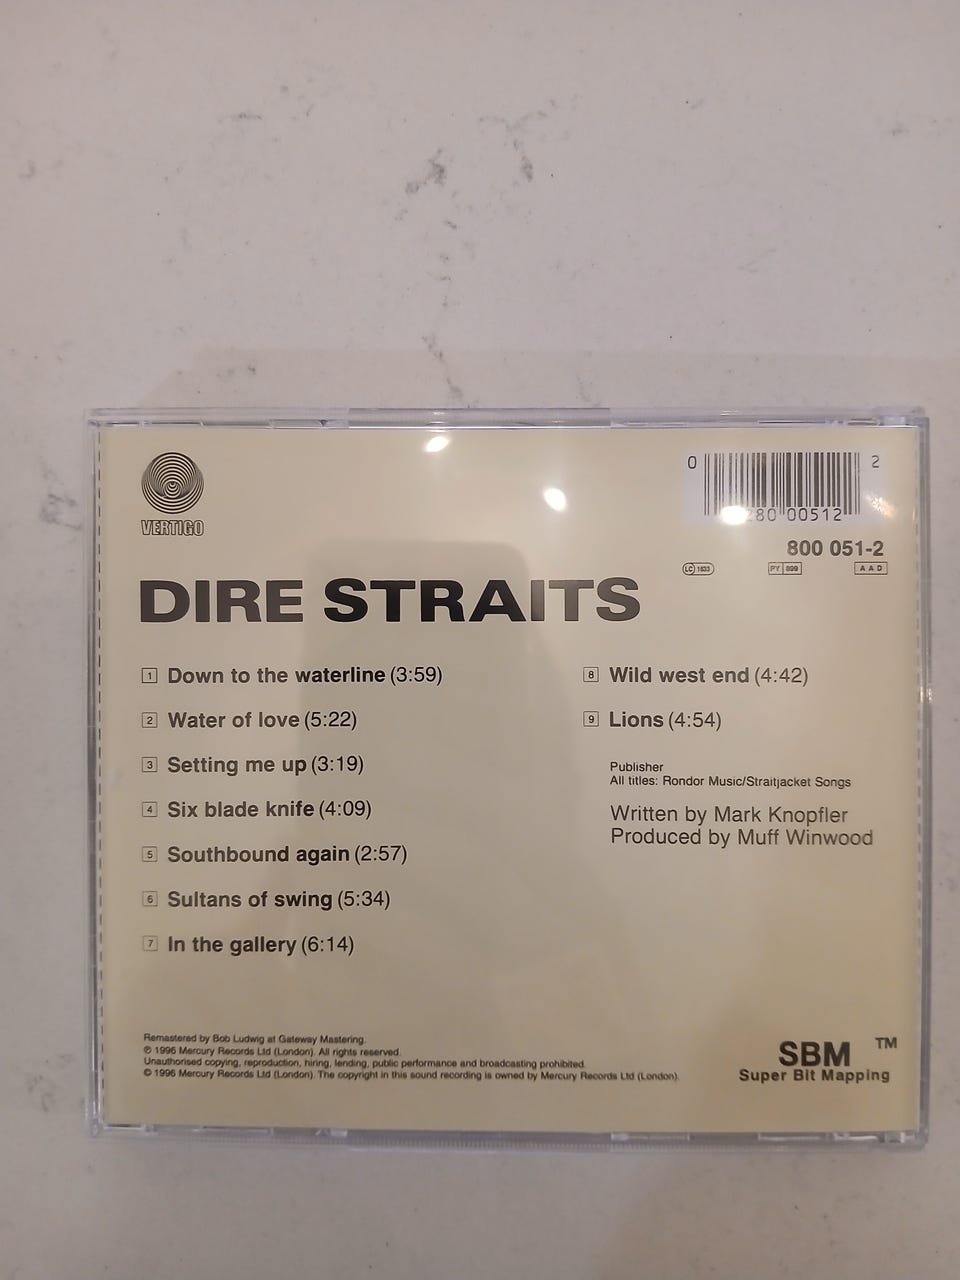 VERTIGO
0 280 00512 2
800 051-2
LC 1633
PY 899
A A D
DIRE STRAITS
1 Down to the waterline (3:59)
2 Water of love (5:22)
3 Setting me up (3:19)
4 Six blade knife (4:09)
5 Southbound again (2:57)
6 Sultans of swing (5:34)
7 In the gallery (6:14)
8 Wild west end (4:42)
9 Lions (4:54)
Publisher
All titles: Rondor Music/Straitjacket Songs
Written by Mark Knopfler
Produced by Muff Winwood
Remastered by Bob Ludwig at Gateway Mastering.
℗ 1996 Mercury Records Ltd (London). All rights reserved.
Unauthorised copying, reproduction, hiring, lending, public performance and broadcasting prohibited.
© 1996 Mercury Records Ltd (London). The copyright in this sound recording is owned by Mercury Records Ltd (London).
SBM TM
Super Bit Mapping